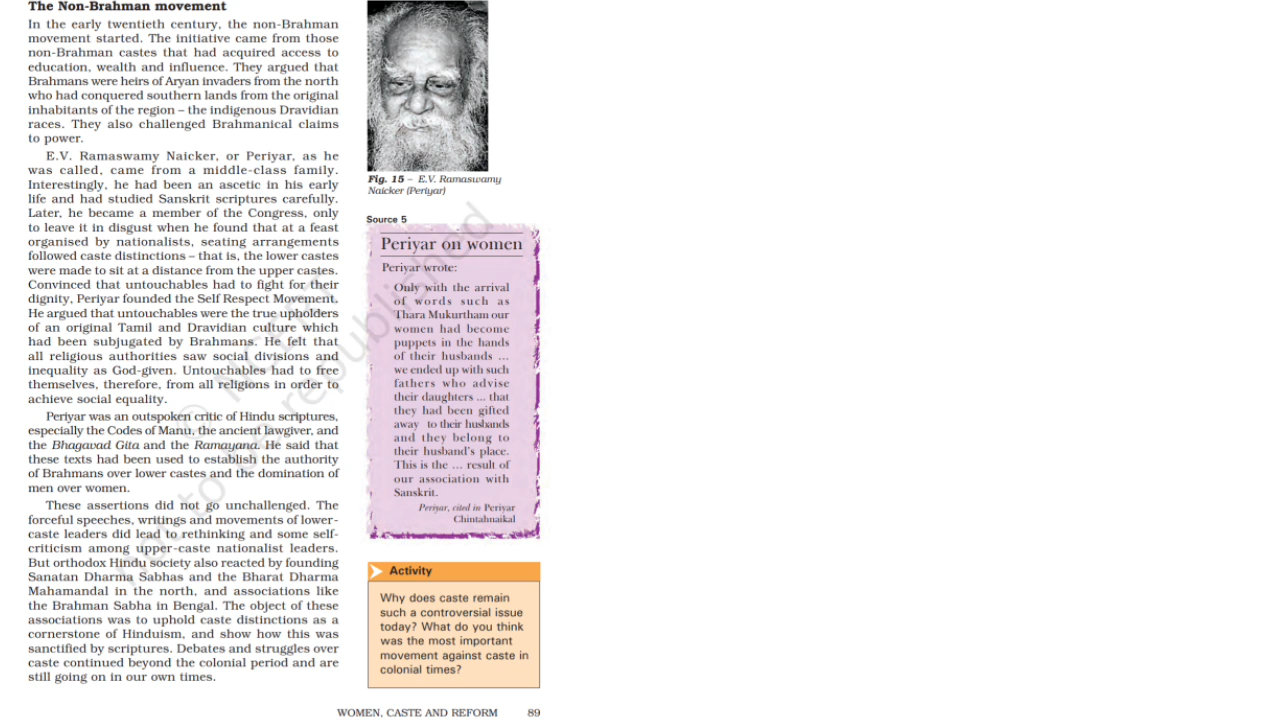 The Non-Brahman movement
In the early twentieth century, the non-Brahman
movement started. The initiative came from those
non-Brahman castes that had acquired access to
education, wealth and influence. They argued that
Brahmans were heirs of Aryan invaders from the north
who had conquered southern lands from the original
inhabitants of the region – the indigenous Dravidian
races. They also challenged Brahmanical claims
to power.
E.V. Ramaswamy Naicker, or Periyar, as he
was called, came from a middle-class family.
Interestingly, he had been an ascetic in his early
life and had studied Sanskrit scriptures carefully.
Later, he became a member of the Congress, only
to leave it in disgust when he found that at a feast
organised by nationalists, seating arrangements
followed caste distinctions – that is, the lower castes
were made to sit at a distance from the upper castes.
Convinced that untouchables had to fight for their
dignity, Periyar founded the Self Respect Movement.
He argued that untouchables were the true upholders
of an original Tamil and Dravidian culture which
had been subjugated by Brahmans. He felt that
all religious authorities saw social divisions and
inequality as God-given. Untouchables had to free
themselves, therefore, from all religions in order to
achieve social equality.
Periyar was an outspoken critic of Hindu scriptures,
especially the Codes of Manu, the ancient lawgiver, and
the Bhagavad Gita and the Ramayana. He said that
these texts had been used to establish the authority
of Brahmans over lower castes and the domination of
men over women.
These assertions did not go unchallenged. The
forceful speeches, writings and movements of lower-
caste leaders did lead to rethinking and some self-
criticism among upper-caste nationalist leaders.
But orthodox Hindu society also reacted by founding
Sanatan Dharma Sabhas and the Bharat Dharma
Mahamandal in the north, and associations like
the Brahman Sabha in Bengal. The object of these
associations was to uphold caste distinctions as a
cornerstone of Hinduism, and show how this was
sanctified by scriptures. Debates and struggles over
caste continued beyond the colonial period and are
still going on in our own times.
Fig. 15 – E.V. Ramaswamy
Naicker (Periyar)
Source 5
Periyar on women
Periyar wrote:
Only with the arrival
of words such as
Thara Mukurtham our
women had become
puppets in the hands
of their husbands ...
we ended up with such
fathers who advise
their daughters ... that
they had been gifted
away to their husbands
and they belong to
their husband's place.
This is the ... result of
our association with
Sanskrit.
Periyar, cited in Periyar
Chintahnaikal
Activity
Why does caste remain
such a controversial issue
today? What do you think
was the most important
movement against caste in
colonial times?
WOMEN, CASTE AND REFORM 89
© NCERT
not to be republished